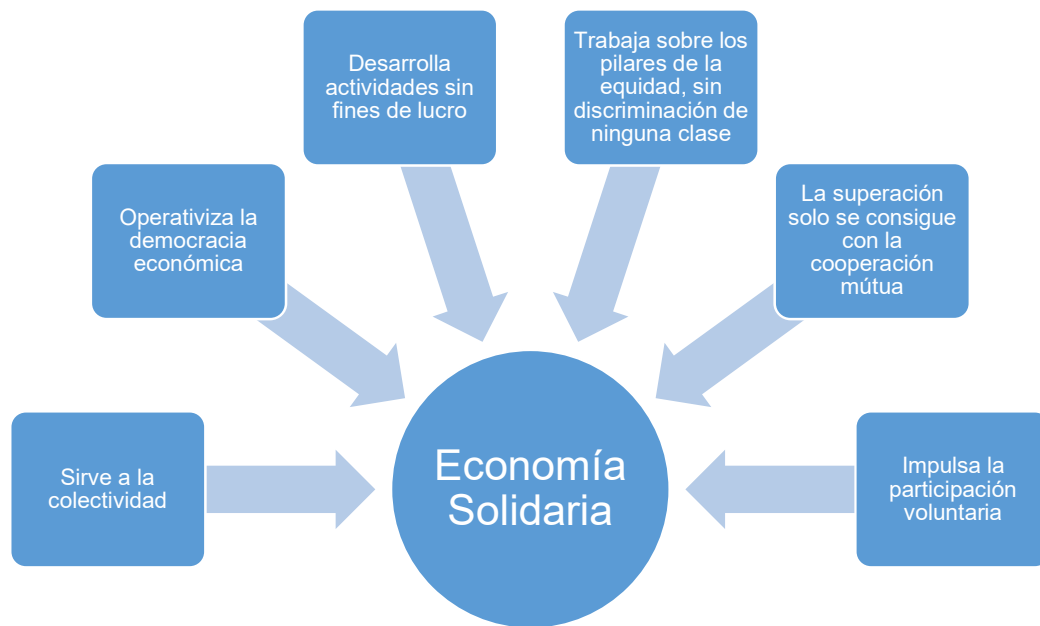 Desarrolla
actividades sin
fines de lucro
Trabaja sobre los
pilares de la
equidad, sin
discriminación de
ninguna clase
Operativiza la
democracia
económica
La superación
solo se consigue
con la
cooperación
mútua
Sirve a la
colectividad
Economía
Solidaria
Impulsa la
participación
voluntaria